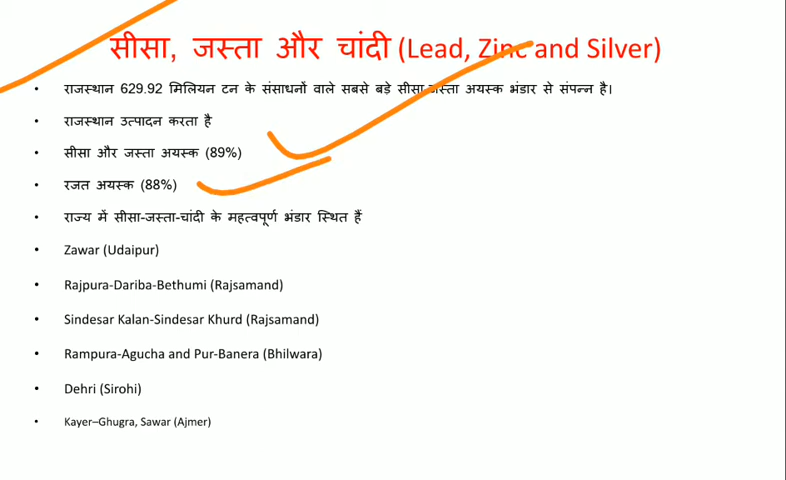 सीसा, जस्ता और चांदी (Lead, Zinc and Silver)
• राजस्थान 629.92 मिलियन टन के संसाधनों वाले सबसे बड़े सीसा जस्ता अयस्क भंडार से संपन्न है।
• राजस्थान उत्पादन करता है
• सीसा और जस्ता अयस्क (89%)
• रजत अयस्क (88%)
• राज्य में सीसा-जस्ता-चांदी के महत्वपूर्ण भंडार स्थित हैं
• Zawar (Udaipur)
• Rajpura-Dariba-Bethumi (Rajsamand)
• Sindesar Kalan-Sindesar Khurd (Rajsamand)
• Rampura-Agucha and Pur-Banera (Bhilwara)
• Dehri (Sirohi)
• Kayer–Ghugra, Sawar (Ajmer)